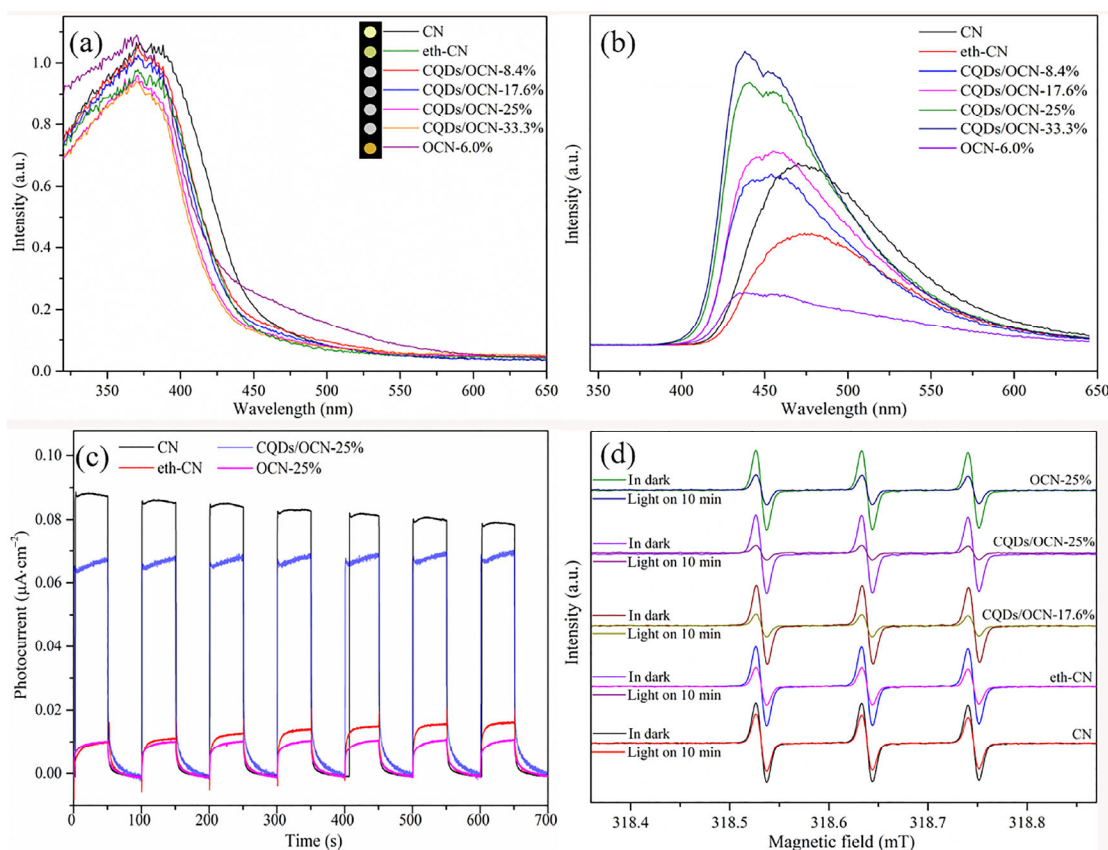 (a)
CN
eth-CN
CQDs/OCN-8.4%
CQDs/OCN-17.6%
CQDs/OCN-25%
CQDs/OCN-33.3%
OCN-6.0%
Intensity (a.u.)
1.0
0.8
0.6
0.4
0.2
0.0
350 400 450 500 550 600 650
Wavelength (nm)
(b)
CN
eth-CN
CQDs/OCN-8.4%
CQDs/OCN-17.6%
CQDs/OCN-25%
CQDs/OCN-33.3%
OCN-6.0%
Intensity (a.u.)
350 400 450 500 550 600 650
Wavelength (nm)
(c)
CN
eth-CN
CQDs/OCN-25%
OCN-25%
Photocurrent (μA·cm⁻²)
0.10
0.08
0.06
0.04
0.02
0.00
0 100 200 300 400 500 600 700
Time (s)
(d)
In dark
Light on 10 min
OCN-25%
In dark
Light on 10 min
CQDs/OCN-25%
In dark
Light on 10 min
CQDs/OCN-17.6%
In dark
Light on 10 min
eth-CN
In dark
Light on 10 min
CN
Intensity (a.u.)
318.4 318.5 318.6 318.7 318.8
Magnetic field (mT)